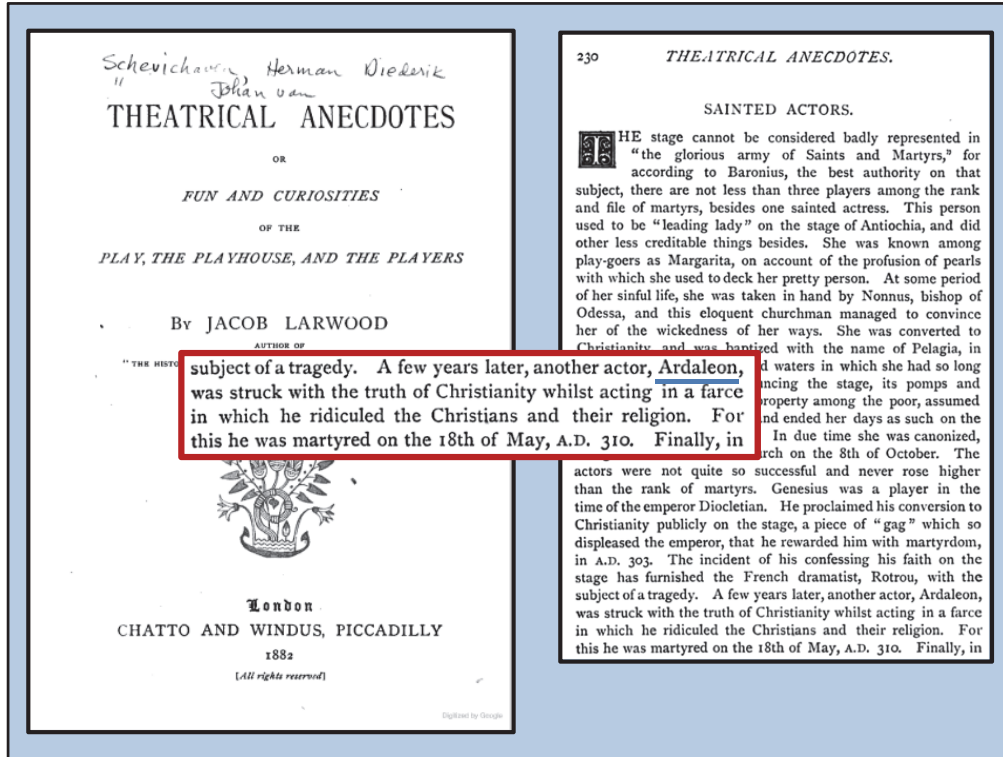 Schevichaven, Herman Diederik
" Johan van
THEATRICAL ANECDOTES
OR
FUN AND CURIOSITIES
OF THE
PLAY, THE PLAYHOUSE, AND THE PLAYERS
BY JACOB LARWOOD
AUTHOR OF
"THE HISTO
subject of a tragedy. A few years later, another actor, Ardaleon,
was struck with the truth of Christianity whilst acting in a farce
in which he ridiculed the Christians and their religion. For
this he was martyred on the 18th of May, A.D. 310. Finally, in
London
CHATTO AND WINDUS, PICCADILLY
1882
[All rights reserved]
Digitized by Google
230 THEATRICAL ANECDOTES.
SAINTED ACTORS.
THE stage cannot be considered badly represented in
"the glorious army of Saints and Martyrs," for
according to Baronius, the best authority on that
subject, there are not less than three players among the rank
and file of martyrs, besides one sainted actress. This person
used to be "leading lady" on the stage of Antiochia, and did
other less creditable things besides. She was known among
play-goers as Margarita, on account of the profusion of pearls
with which she used to deck her pretty person. At some period
of her sinful life, she was taken in hand by Nonnus, bishop of
Odessa, and this eloquent churchman managed to convince
her of the wickedness of her ways. She was converted to
Christianity, and was baptized with the name of Pelagia, in
d waters in which she had so long
ncing the stage, its pomps and
roperty among the poor, assumed
nd ended her days as such on the
In due time she was canonized,
rch on the 8th of October. The
actors were not quite so successful and never rose higher
than the rank of martyrs. Genesius was a player in the
time of the emperor Diocletian. He proclaimed his conversion to
Christianity publicly on the stage, a piece of "gag" which so
displeased the emperor, that he rewarded him with martyrdom,
in A.D. 303. The incident of his confessing his faith on the
stage has furnished the French dramatist, Rotrou, with the
subject of a tragedy. A few years later, another actor, Ardaleon,
was struck with the truth of Christianity whilst acting in a farce
in which he ridiculed the Christians and their religion. For
this he was martyred on the 18th of May, A.D. 310. Finally, in